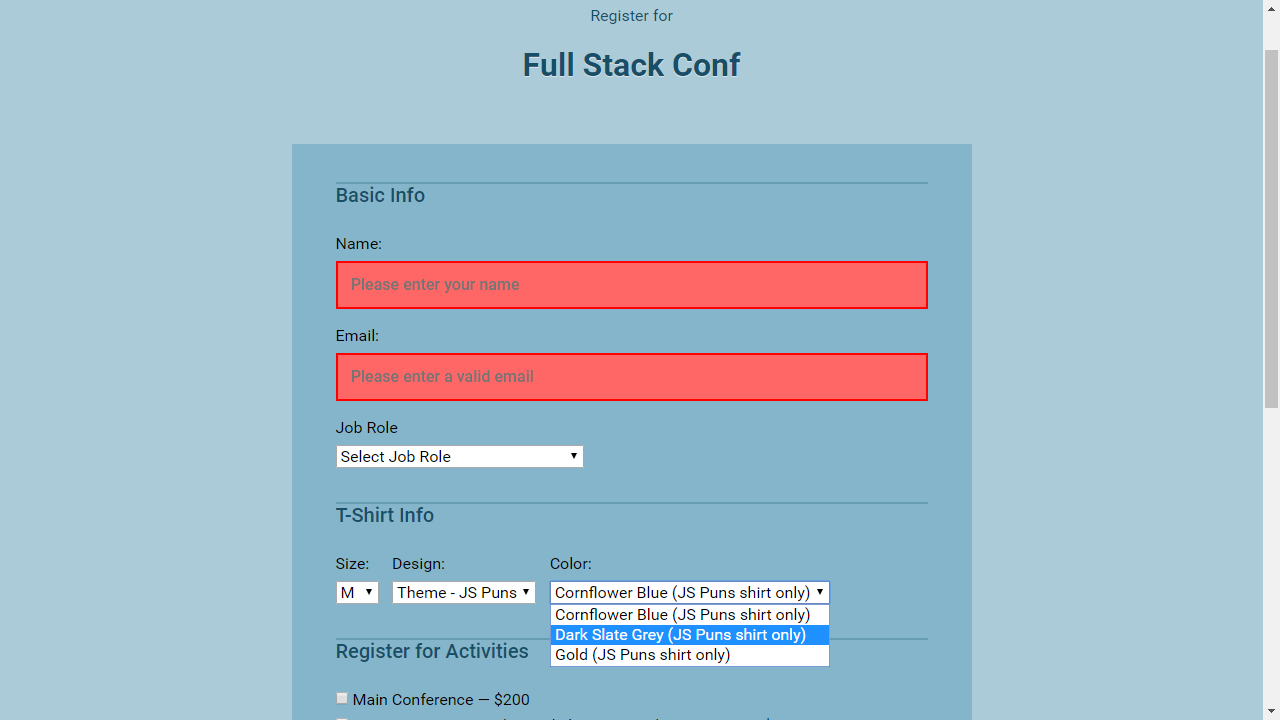 Register for
Full Stack Conf
Basic Info
Name:
Please enter your name
Email:
Please enter a valid email
Job Role
Select Job Role
T-Shirt Info
Size: Design: Color:
M Theme - JS Puns Cornflower Blue (JS Puns shirt only)
Cornflower Blue (JS Puns shirt only)
Dark Slate Grey (JS Puns shirt only)
Gold (JS Puns shirt only)
Register for Activities
Main Conference — $200